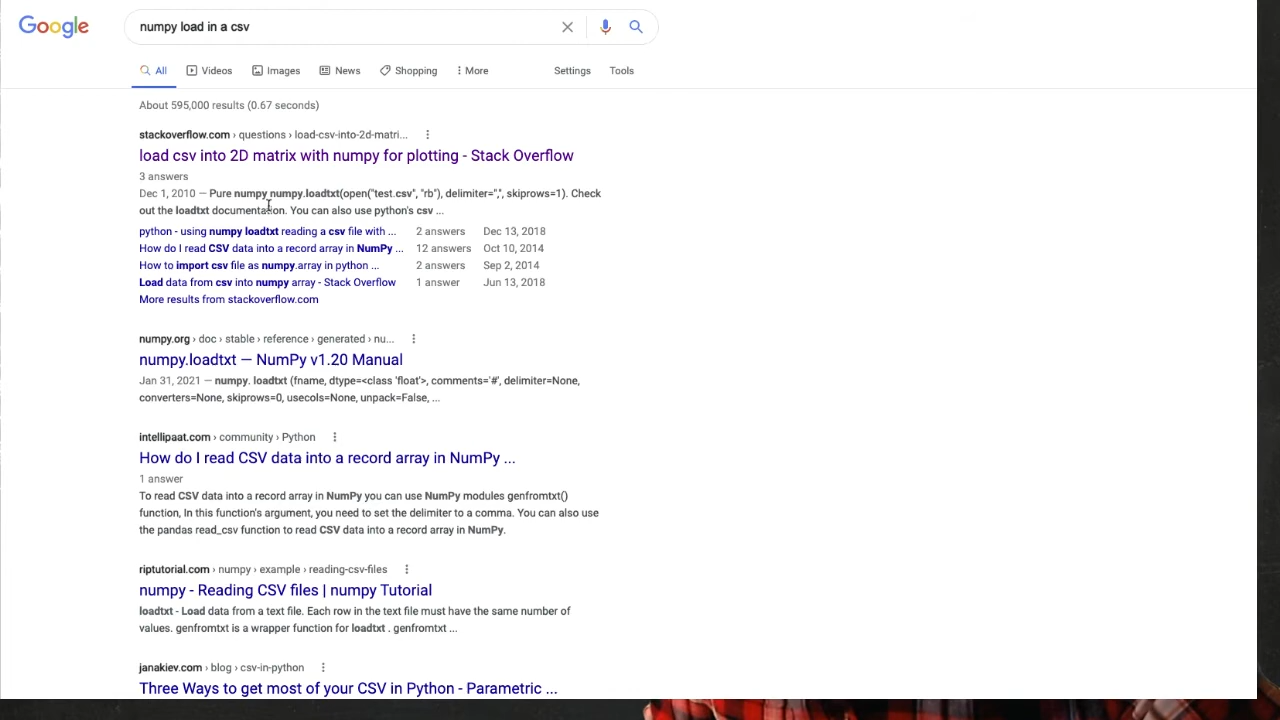 Google
numpy load in a csv
All Videos Images News Shopping More Settings Tools
About 595,000 results (0.67 seconds)
stackoverflow.com › questions › load-csv-into-2d-matri...
load csv into 2D matrix with numpy for plotting - Stack Overflow
3 answers
Dec 1, 2010 — Pure numpy numpy.loadtxt(open("test.csv", "rb"), delimiter=",", skiprows=1). Check
out the loadtxt documentation. You can also use python's csv ...
python - using numpy loadtxt reading a csv file with ... 2 answers Dec 13, 2018
How do I read CSV data into a record array in NumPy ... 12 answers Oct 10, 2014
How to import csv file as numpy.array in python ... 2 answers Sep 2, 2014
Load data from csv into numpy array - Stack Overflow 1 answer Jun 13, 2018
More results from stackoverflow.com
numpy.org › doc › stable › reference › generated › nu...
numpy.loadtxt — NumPy v1.20 Manual
Jan 31, 2021 — numpy. loadtxt (fname, dtype=<class 'float'>, comments='#', delimiter=None,
converters=None, skiprows=0, usecols=None, unpack=False, ...
intellipaat.com › community › Python
How do I read CSV data into a record array in NumPy ...
1 answer
To read CSV data into a record array in NumPy you can use NumPy modules genfromtxt()
function, In this function's argument, you need to set the delimiter to a comma. You can also use
the pandas read_csv function to read CSV data into a record array in NumPy.
riptutorial.com › numpy › example › reading-csv-files
numpy - Reading CSV files | numpy Tutorial
loadtxt - Load data from a text file. Each row in the text file must have the same number of
values. genfromtxt is a wrapper function for loadtxt . genfromtxt ...
janakiev.com › blog › csv-in-python
Three Ways to get most of your CSV in Python - Parametric ...